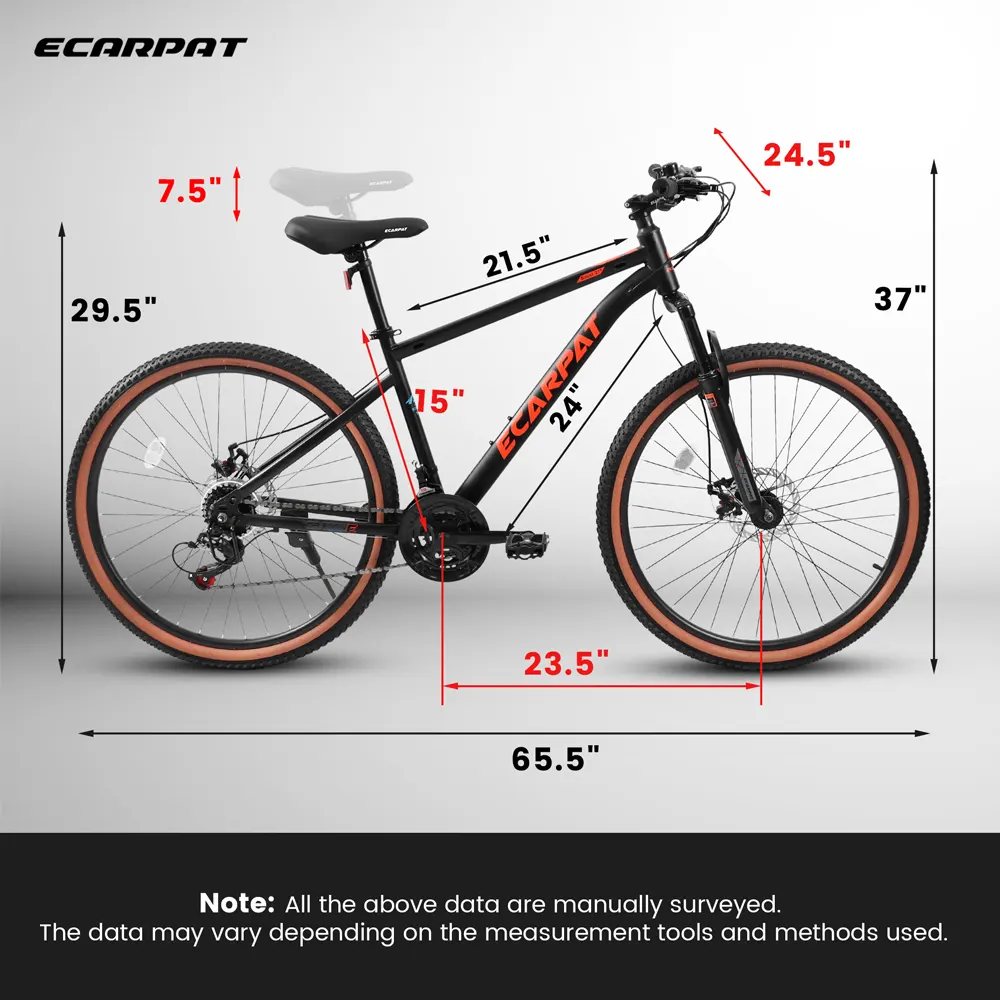 ECARPAT
24.5"
7.5"
ECARPAT
ECARPAT
21.5"
29.5"
37"
ECARPAT
15"
24"
23.5"
65.5"
Note: All the above data are manually surveyed.
The data may vary depending on the measurement tools and methods used.